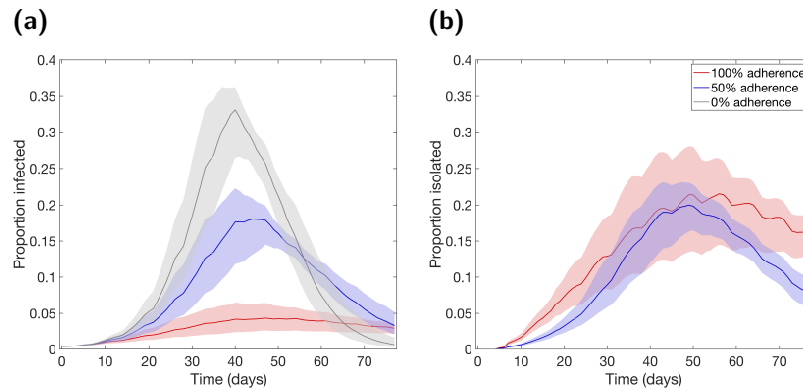 (a)
0.4
0.35
0.3
0.25
0.2
0.15
0.1
0.05
0
Proportion infected
0 10 20 30 40 50 60 70
Time (days)
(b)
0.4
0.35
0.3
0.25
0.2
0.15
0.1
0.05
0
Proportion isolated
0 10 20 30 40 50 60 70
Time (days)
100% adherence
50% adherence
0% adherence